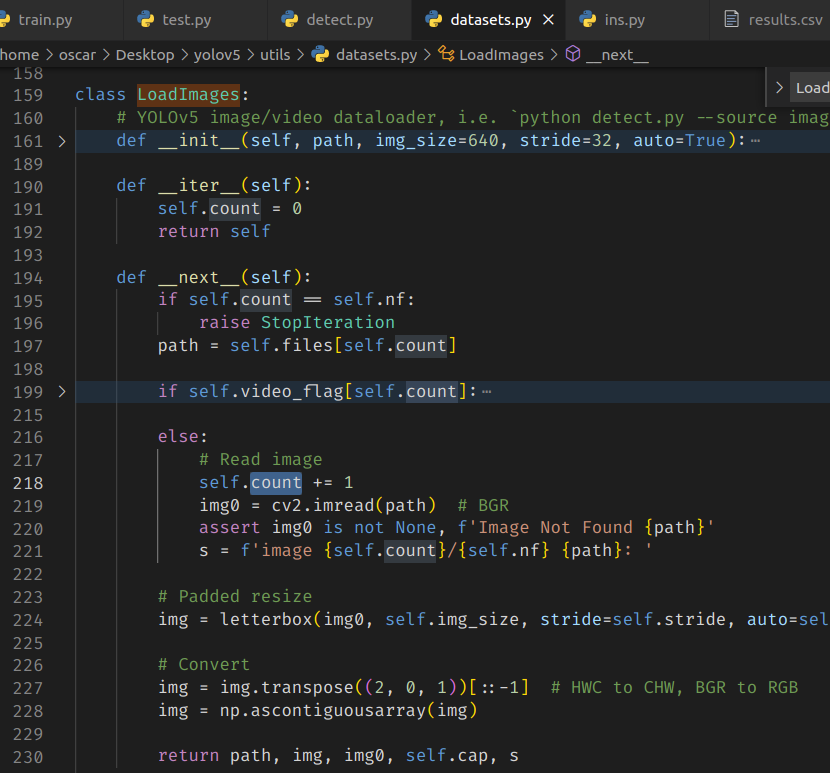 train.py test.py detect.py datasets.py × ins.py results.csv
home > oscar > Desktop > yolov5 > utils > datasets.py > LoadImages > __next__
158
159 class LoadImages:
> Load
160 # YOLOv5 image/video dataloader, i.e. `python detect.py --source imag
161 > def __init__(self, path, img_size=640, stride=32, auto=True):⋯
189
190 def __iter__(self):
191 self.count = 0
192 return self
193
194 def __next__(self):
195 if self.count == self.nf:
196 raise StopIteration
197 path = self.files[self.count]
198
199 > if self.video_flag[self.count]:⋯
215
216 else:
217 # Read image
218 self.count += 1
219 img0 = cv2.imread(path)  # BGR
220 assert img0 is not None, f'Image Not Found {path}'
221 s = f'image {self.count}/{self.nf} {path}: '
222
223 # Padded resize
224 img = letterbox(img0, self.img_size, stride=self.stride, auto=sel
225
226 # Convert
227 img = img.transpose((2, 0, 1))[::-1]  # HWC to CHW, BGR to RGB
228 img = np.ascontiguousarray(img)
229
230 return path, img, img0, self.cap, s